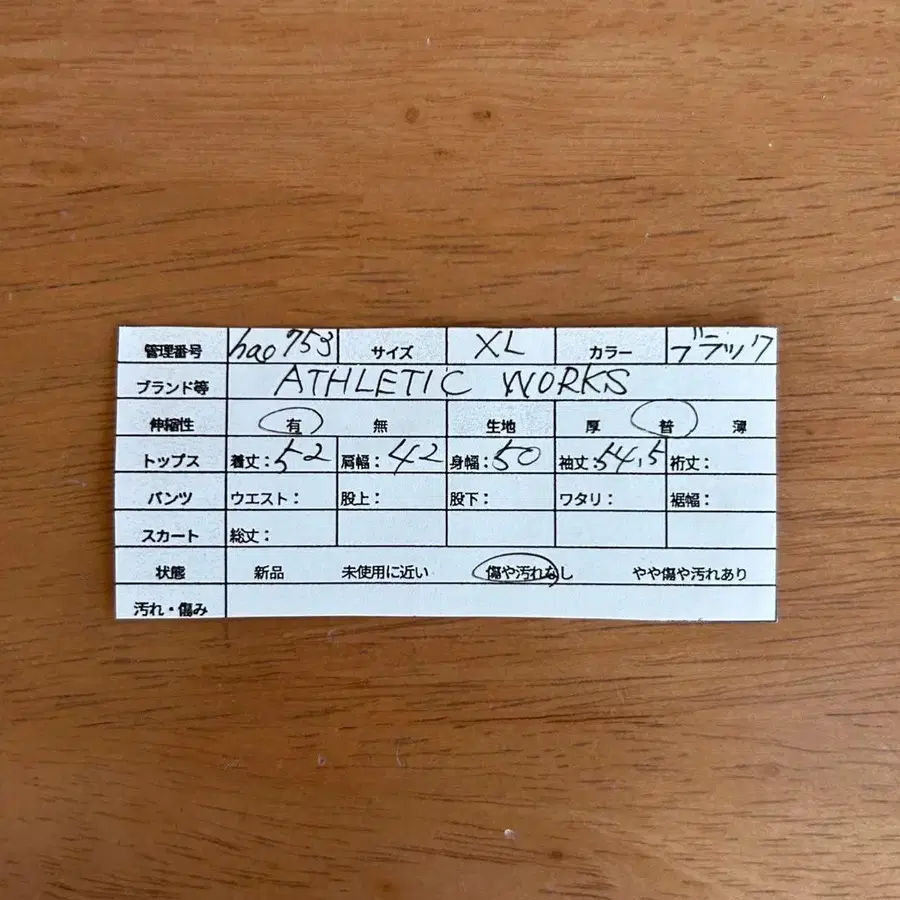 管理番号 hao753 サイズ XL カラー ブラック
ブランド等 ATHLETIC WORKS
伸縮性 有 無 生地 厚 普 薄
トップス 着丈:52 肩幅:42 身幅:50 袖丈:54,5 裄丈:
パンツ ウエスト: 股上: 股下: ワタリ: 裾幅:
スカート 総丈:
状態 新品 未使用に近い 傷や汚れなし やや傷や汚れあり
汚れ・傷み